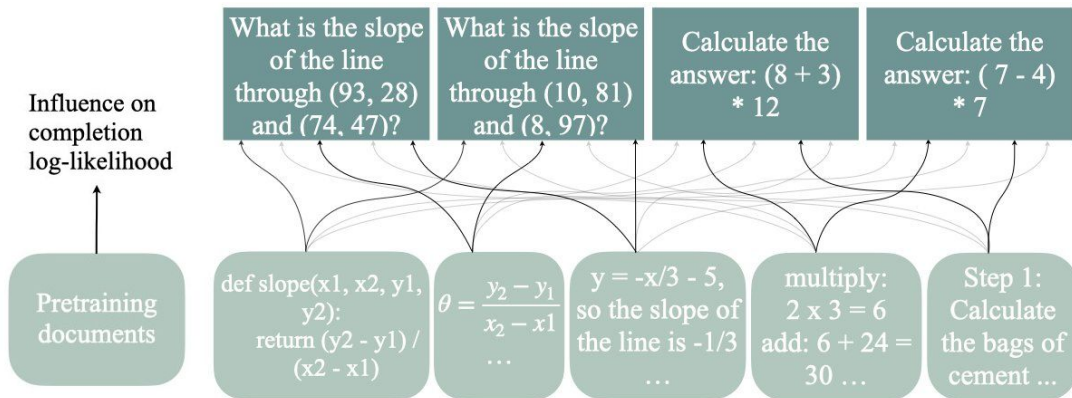 What is the slope
of the line
through (93, 28)
and (74, 47)?
What is the slope
of the line
through (10, 81)
and (8, 97)?
Calculate the
answer: (8 + 3)
* 12
Calculate the
answer: ( 7 - 4)
* 7
Influence on
completion
log-likelihood
Pretraining
documents
def slope(x1, x2, y1,
y2):
return (y2 - y1) /
(x2 - x1)
θ = (y₂ − y₁) / (x₂ − x1)
…
y = -x/3 - 5,
so the slope of
the line is -1/3
…
multiply:
2 x 3 = 6
add: 6 + 24 =
30 …
Step 1:
Calculate
the bags of
cement ...